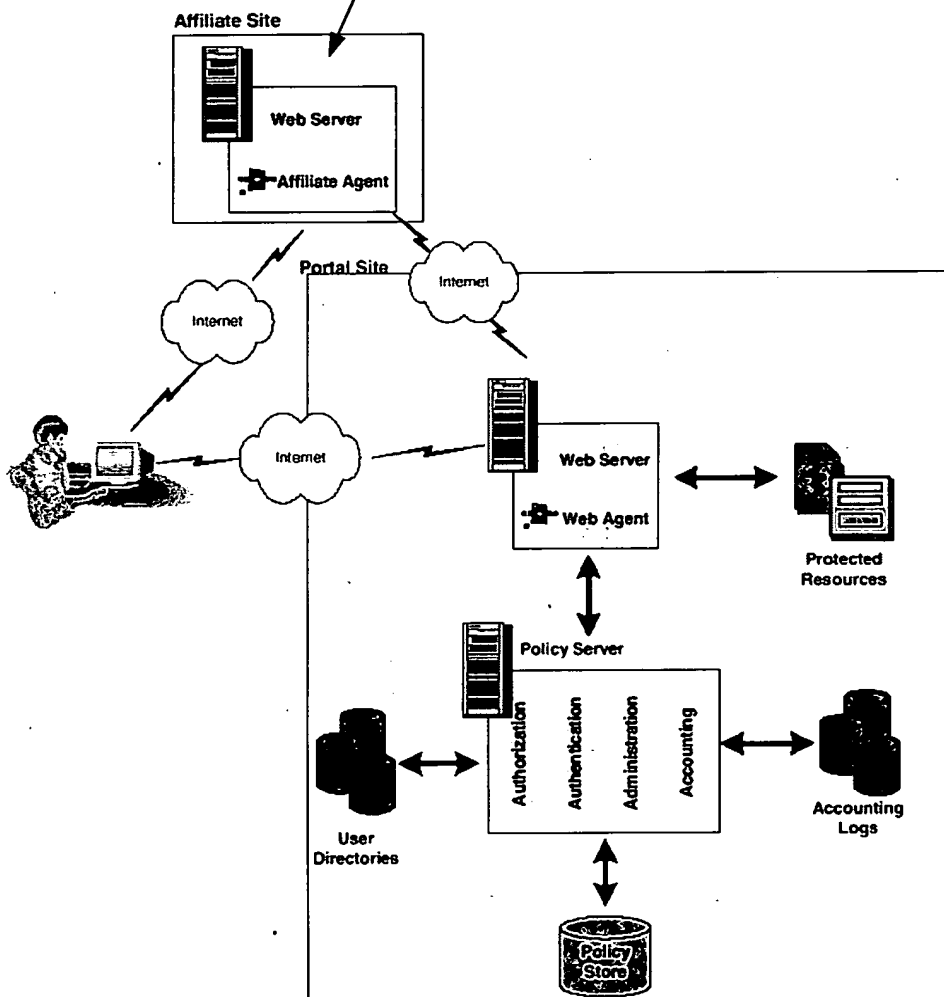 Affiliate Site
Web Server
Affiliate Agent
Portal Site
Internet
Internet
Internet
Web Server
Web Agent
Protected
Resources
Policy Server
Authorization
Authentication
Administration
Accounting
User
Directories
Accounting
Logs
Policy
Store